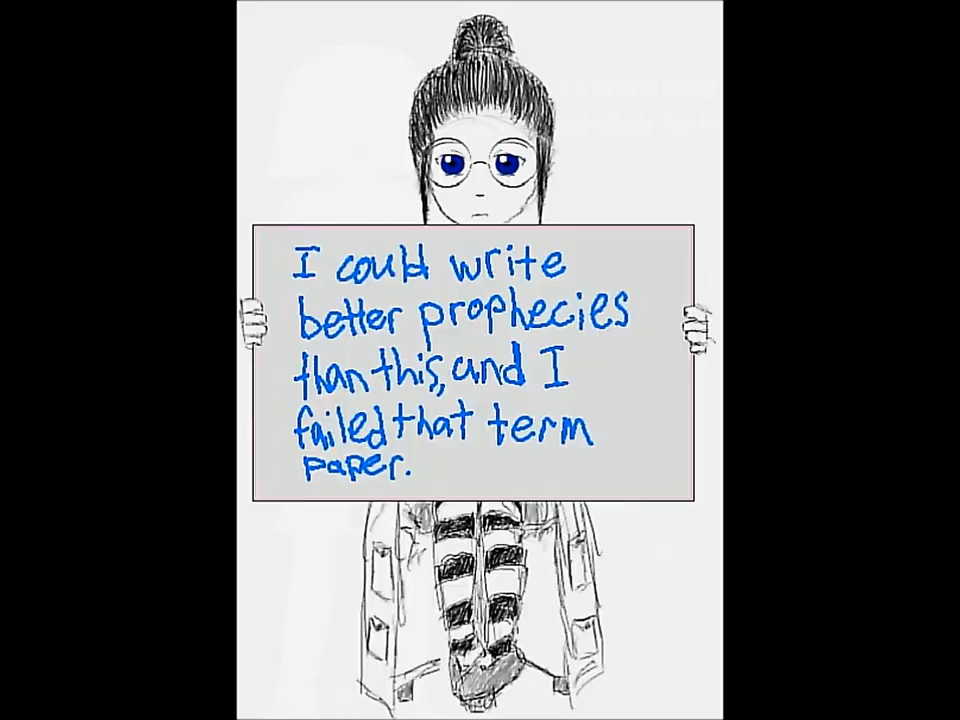 I could write
better prophecies
than this, and I
failed that term
paper.